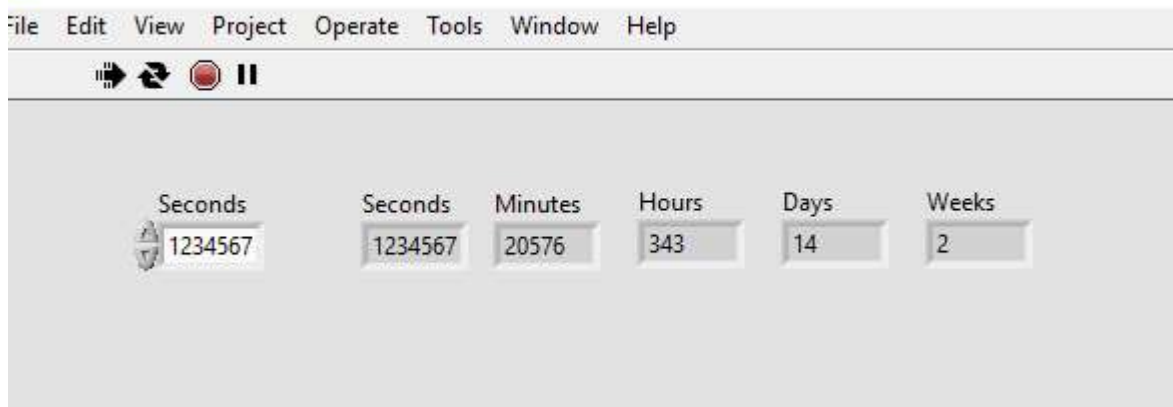 File Edit View Project Operate Tools Window Help
Seconds Seconds Minutes Hours Days Weeks
1234567 1234567 20576 343 14 2